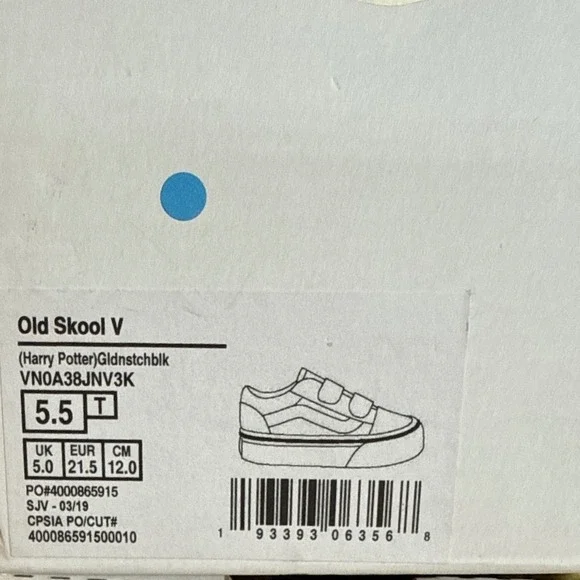 Old Skool V
(Harry Potter)Gldnstchblk
VN0A38JNV3K
5.5 T
UK EUR CM
5.0 21.5 12.0
PO#4000865915
SJV - 03/19
CPSIA PO/CUT#
400086591500010
1 93393 06356 8